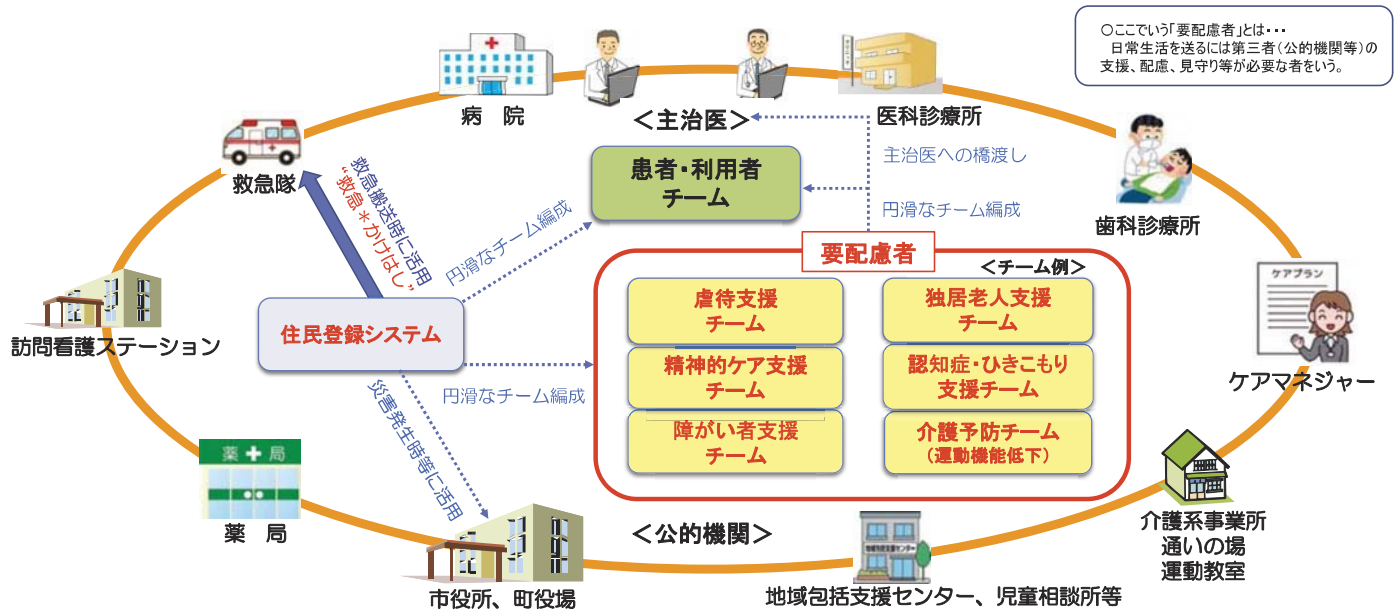 ○ここでいう「要配慮者」とは・・・
日常生活を送るには第三者（公的機関等）の
支援、配慮、見守り等が必要な者をいう。
病　院
＜主治医＞
医科診療所
救急隊
主治医への橋渡し
歯科診療所
患者・利用者
チーム
救急搬送時に活用
“救急＊かけはし”
円滑なチーム編成
円滑なチーム編成
要配慮者
＜チーム例＞
虐待支援
チーム
独居老人支援
チーム
ケアプラン
訪問看護ステーション
住民登録システム
精神的ケア支援
チーム
認知症・ひきこもり
支援チーム
ケアマネジャー
円滑なチーム編成
災害発生時等に活用
障がい者支援
チーム
介護予防チーム
（運動機能低下）
薬＋局
薬　局
＜公的機関＞
地域包括支援センター
介護系事業所
通いの場
運動教室
市役所、町役場
地域包括支援センター、児童相談所等